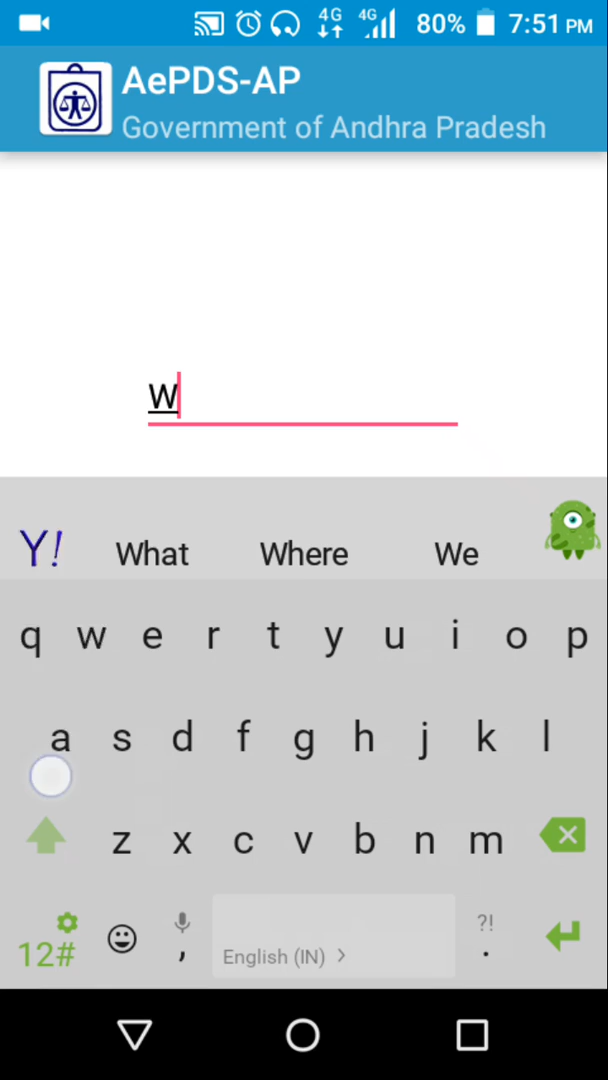 4G 4G 80% 7:51 PM
AePDS-AP
Government of Andhra Pradesh
W
Y! What Where We
q w e r t y u i o p
a s d f g h j k l
z x c v b n m
12# , English (IN) > ?! .